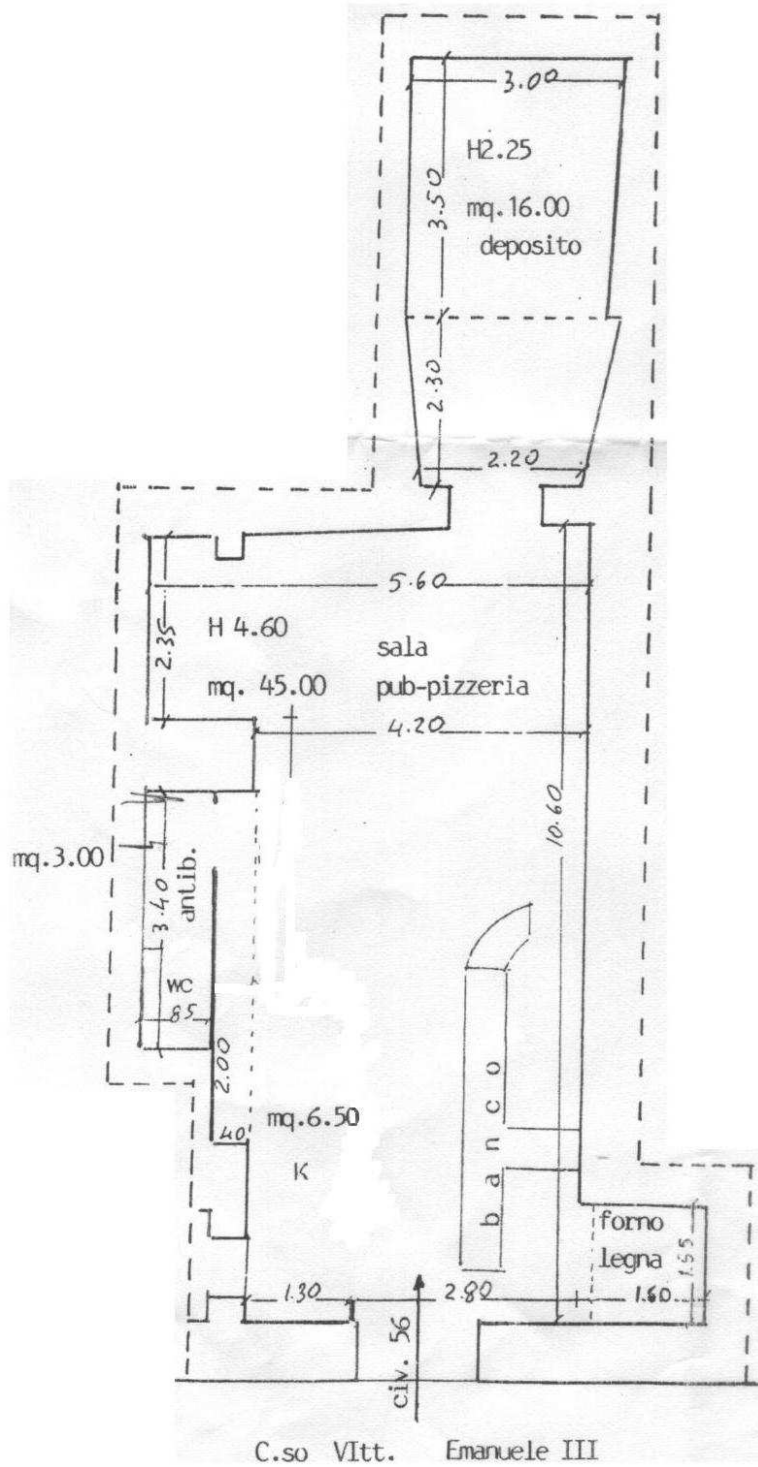 3.00
H2.25
3.50
mq.16.00
deposito
2.30
2.20
5.60
2.35
H 4.60
sala
mq. 45.00
pub-pizzeria
4.20
10.60
mq.3.00
antib.
3.40
wc
85
2.00
mq.6.50
40
K
banco
forno
legna
1.55
1.30
2.80
1.60
civ. 56
C.so VItt. Emanuele III